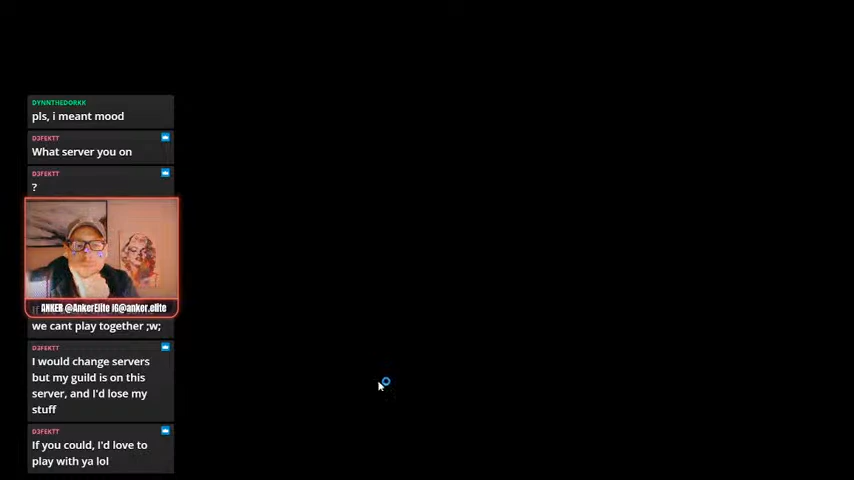 DYNNTHEDORKK
pls, i meant mood
D3FEKTT
What server you on
D3FEKTT
?
ANKER @AnkerElite IG@anker.elite
we cant play together ;w;
D3FEKTT
I would change servers
but my guild is on this
server, and I'd lose my
stuff
D3FEKTT
If you could, I'd love to
play with ya lol